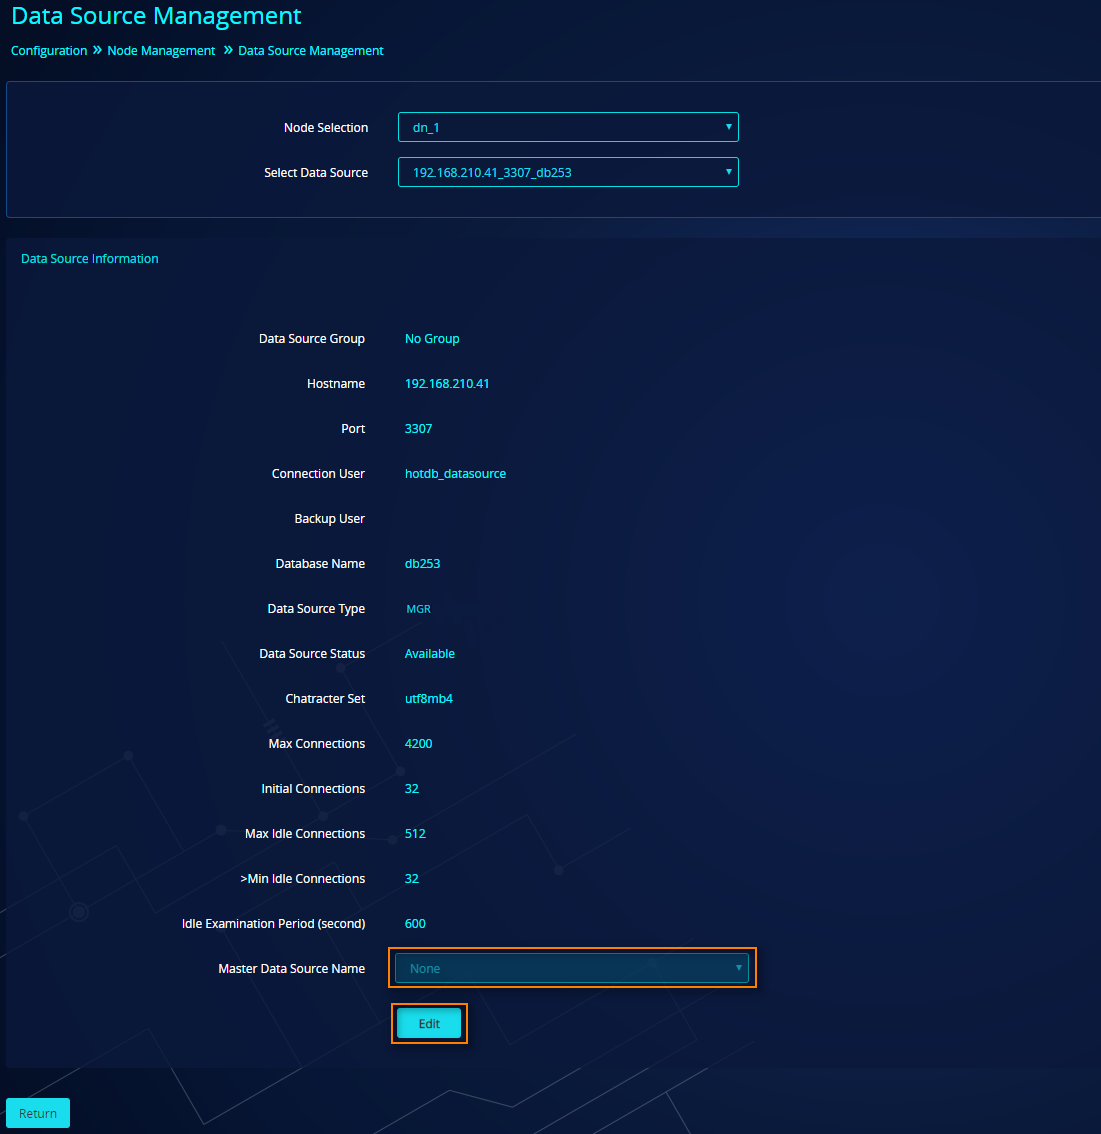 Data Source Management
Configuration » Node Management » Data Source Management
Node Selection dn_1
Select Data Source 192.168.210.41_3307_db253
Data Source Information
Data Source Group No Group
Hostname 192.168.210.41
Port 3307
Connection User hotdb_datasource
Backup User
Database Name db253
Data Source Type MGR
Data Source Status Available
Chatracter Set utf8mb4
Max Connections 4200
Initial Connections 32
Max Idle Connections 512
>Min Idle Connections 32
Idle Examination Period (second) 600
Master Data Source Name None
Edit
Return